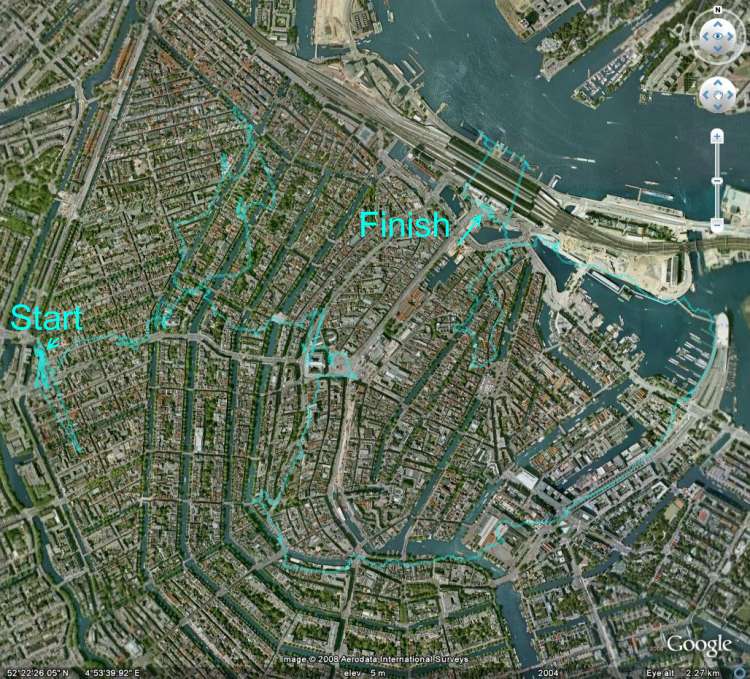 N
Finish
Start
Google
Image © 2008 Aerodata International Surveys
52°22'26.05" N 4°53'39.92" E elev 5 m 2004 Eye alt 2.27 km